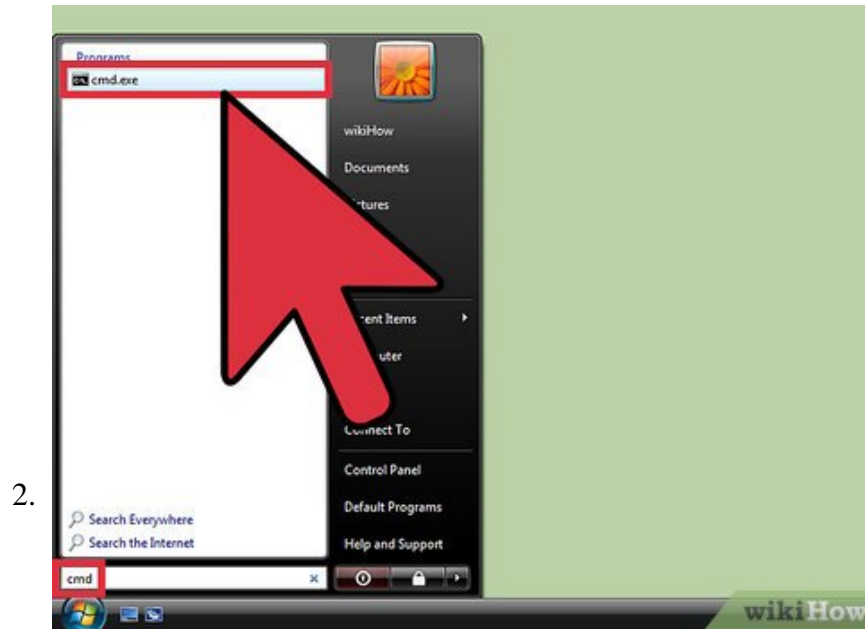 Programs
cmd.exe
wikiHow
Documents
Items
Connect To
Control Panel
2.
Default Programs
Search Everywhere
Search the Internet
Help and Support
cmd
wikiHow